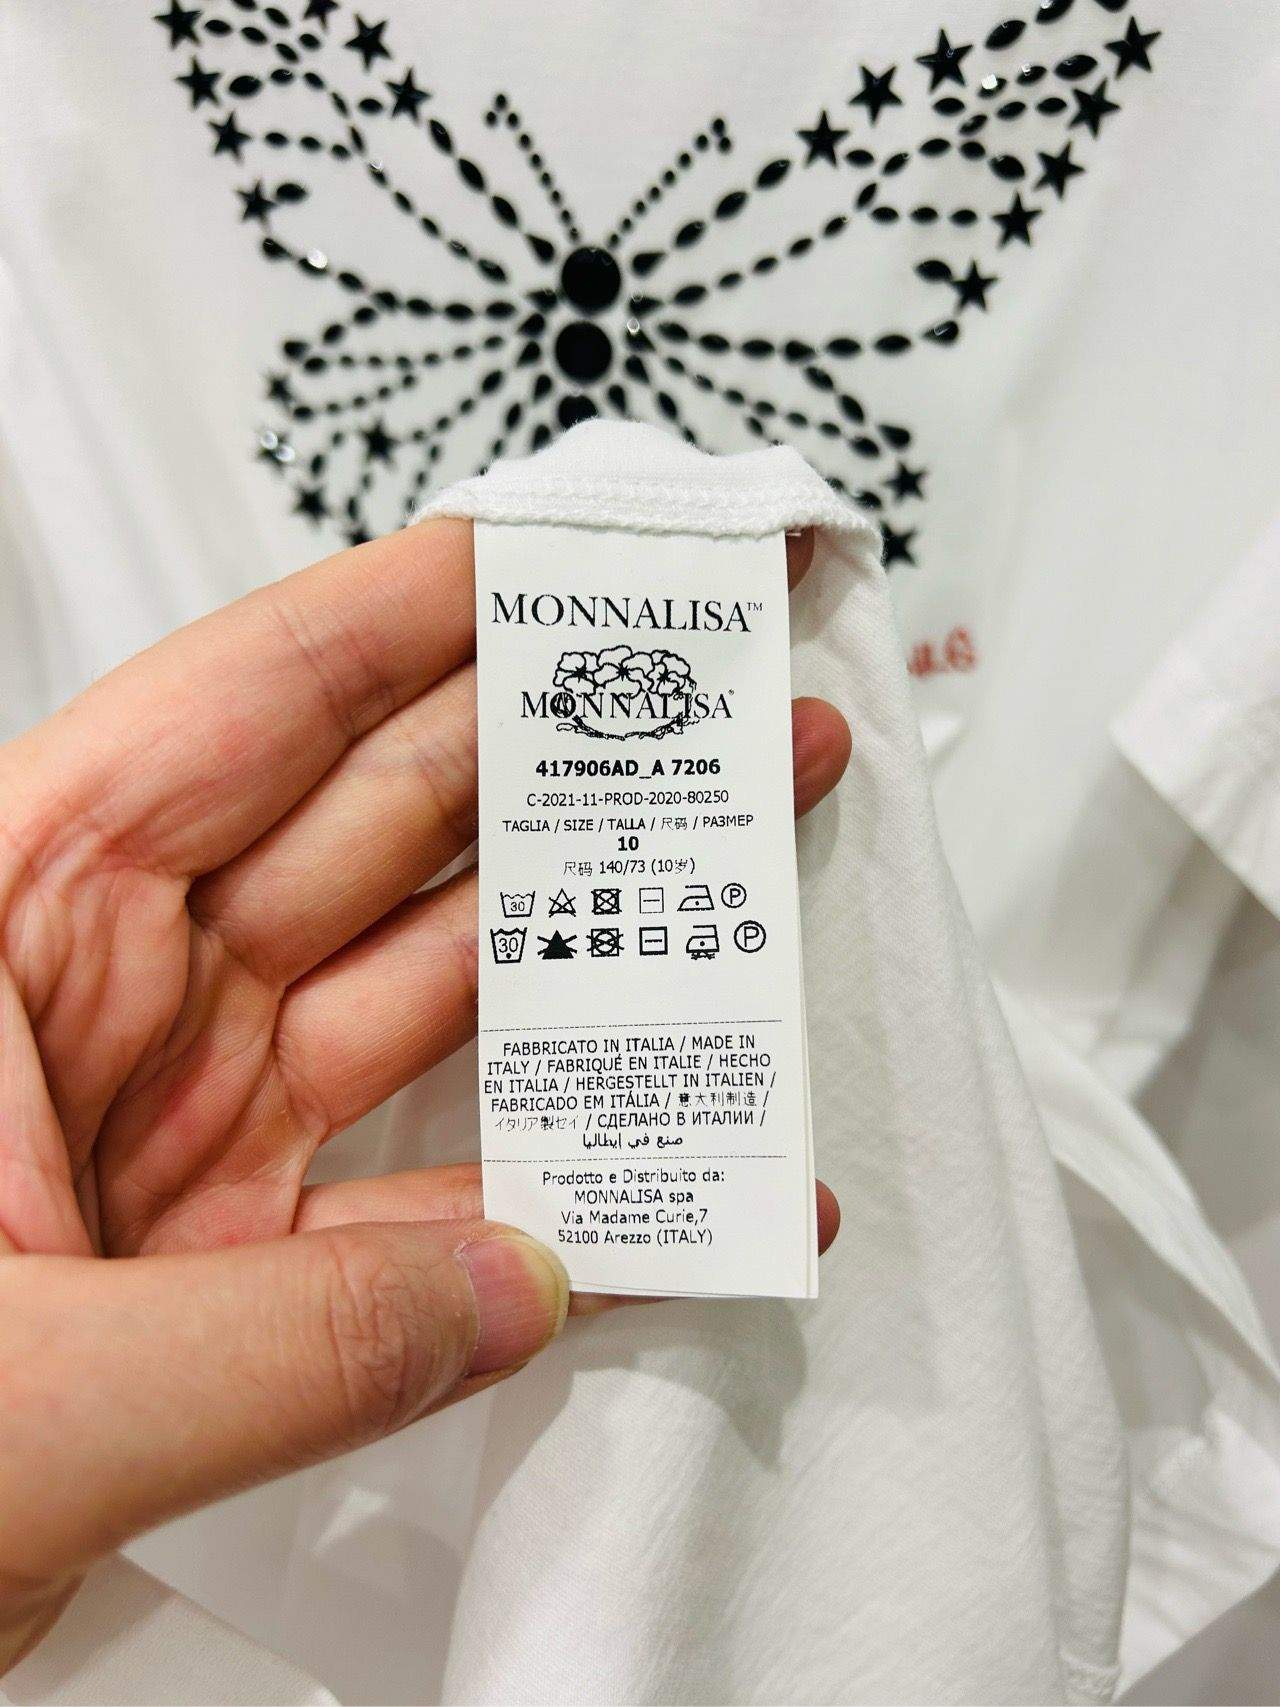 MONNALISA™
MONNALISA®
417906AD_A 7206
C-2021-11-PROD-2020-80250
TAGLIA / SIZE / TALLA / 尺码 / РАЗМЕР
10
尺码 140/73 (10岁)
30 P
30 P
FABBRICATO IN ITALIA / MADE IN
ITALY / FABRIQUÉ EN ITALIE / HECHO
EN ITALIA / HERGESTELLT IN ITALIEN /
FABRICADO EM ITÁLIA / 意大利制造 /
イタリア製セイ / СДЕЛАНО В ИТАЛИИ /
صنع في إيطاليا
Prodotto e Distribuito da:
MONNALISA spa
Via Madame Curie,7
52100 Arezzo (ITALY)